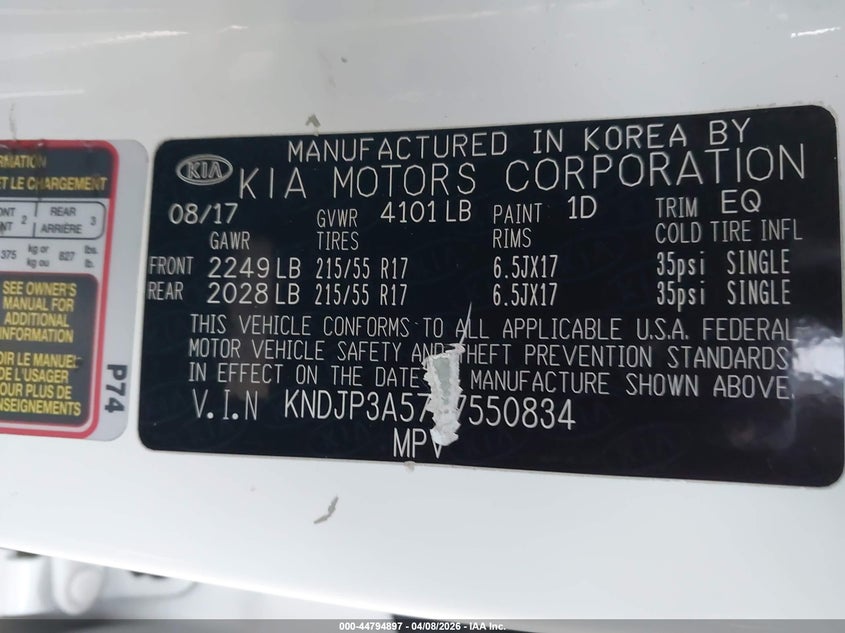 RMATION
ET LE CHARGEMENT
NT 2 REAR ARRIÈRE 3
375 kg or kg ou 827 lbs. lb.
SEE OWNER'S
MANUAL FOR
ADDITIONAL
INFORMATION
OIR LE MANUEL
DE L'USAGER
POUR PLUS DE
ENSEIGNEMENTS
P74
MANUFACTURED IN KOREA BY
KIA KIA MOTORS CORPORATION
08/17 GVWR 4101 LB PAINT 1D TRIM EQ
GAWR TIRES RIMS COLD TIRE INFL
FRONT 2249 LB 215/55 R17 6.5JX17 35psi SINGLE
REAR 2028 LB 215/55 R17 6.5JX17 35psi SINGLE
THIS VEHICLE CONFORMS TO ALL APPLICABLE U.S.A. FEDERAL
MOTOR VEHICLE SAFETY AND THEFT PREVENTION STANDARDS
IN EFFECT ON THE DATE MANUFACTURE SHOWN ABOVE.
V.I.N KNDJP3A57 7550834
MPV
000-44794897 - 04/08/2026 - IAA Inc.